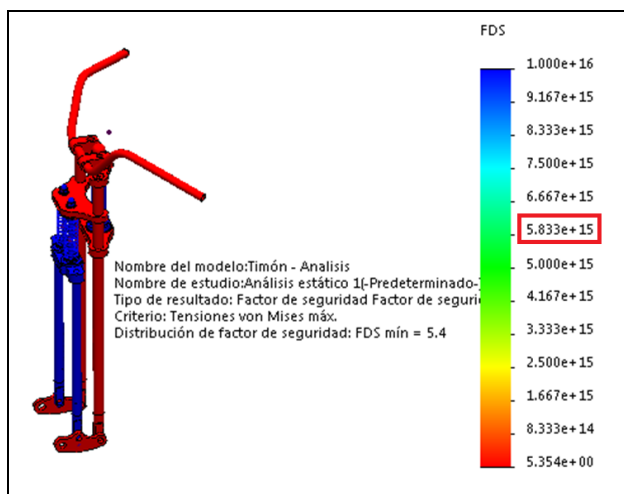 FDS
1.000e+16
9.167e+15
8.333e+15
7.500e+15
6.667e+15
5.833e+15
5.000e+15
4.167e+15
3.333e+15
2.500e+15
1.667e+15
8.333e+14
5.354e+00
Nombre del modelo:Timón - Analisis
Nombre de estudio:Análisis estático 1(-Predeterminado-)
Tipo de resultado: Factor de seguridad Factor de
Criterio: Tensiones von Mises máx.
Distribución de factor de seguridad: FDS mín = 5.4